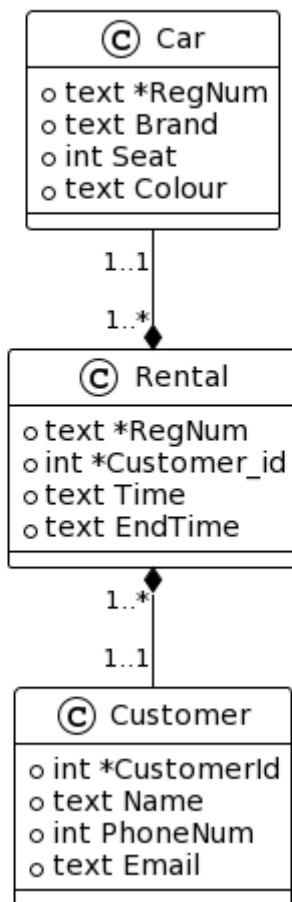 C Car
text *RegNum
text Brand
int Seat
text Colour
1..1
1..*
C Rental
text *RegNum
int *Customer_id
text Time
text EndTime
1..*
1..1
C Customer
int *CustomerId
text Name
int PhoneNum
text Email